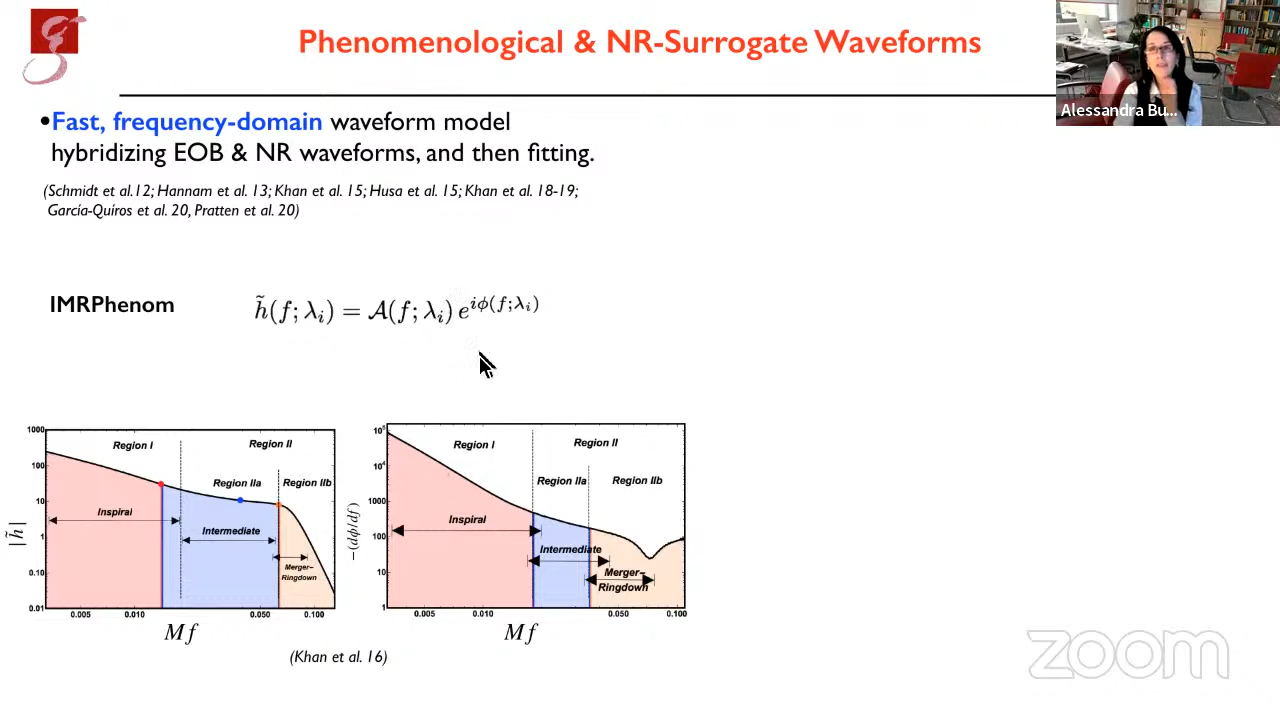 Phenomenological & NR-Surrogate Waveforms
Alessandra Bu...
•Fast, frequency-domain waveform model
hybridizing EOB & NR waveforms, and then fitting.
(Schmidt et al.12; Hannam et al. 13; Khan et al. 15; Husa et al. 15; Khan et al. 18-19;
García-Quiros et al. 20, Pratten et al. 20)
IMRPhenom
h̃(f; λᵢ) = 𝒜(f; λᵢ) e^{iϕ(f;λᵢ)}
1000
100
10
1
0.10
0.01
|h̃|
Region I
Region II
Region IIa
Region IIb
Inspiral
Intermediate
Merger–
Ringdown
0.005
0.010
0.050
0.100
Mf
10⁵
10⁴
1000
100
10
1
−(dϕ/df)
Region I
Region II
Region IIa
Region IIb
Inspiral
Intermediate
Merger–
Ringdown
0.005
0.010
0.050
0.100
Mf
(Khan et al. 16)
zoom